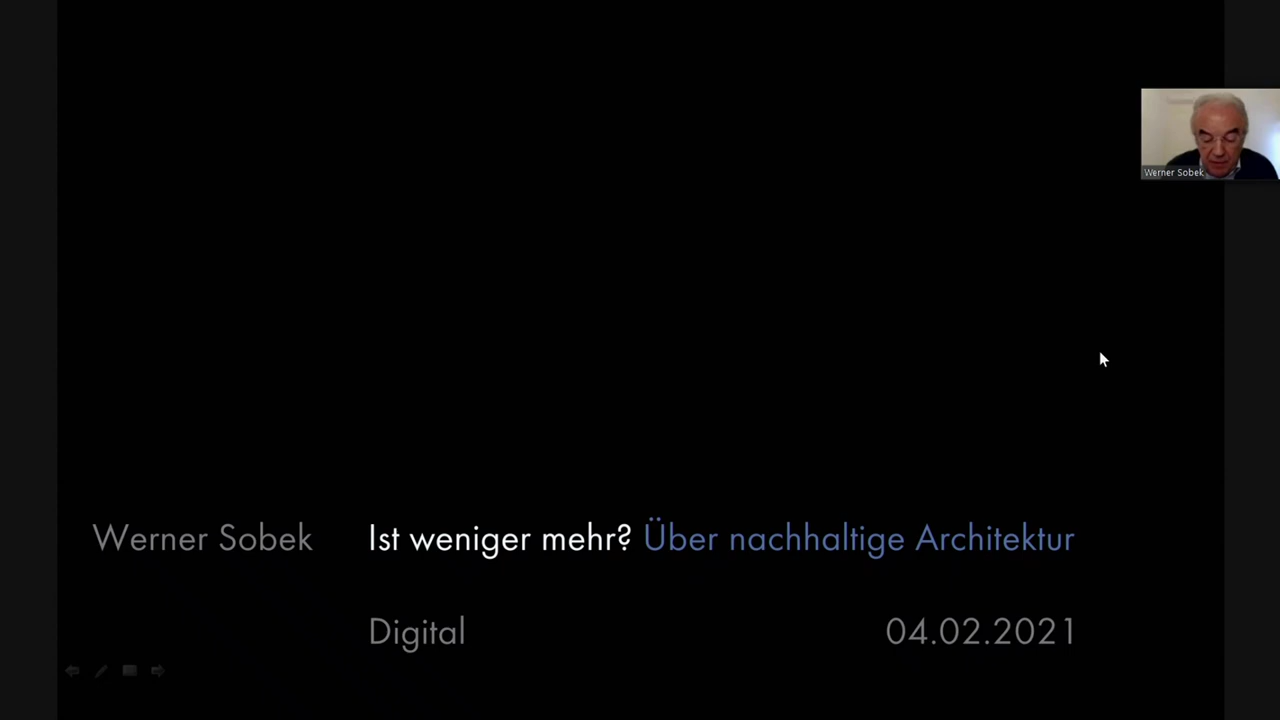 Werner Sobek
Werner Sobek Ist weniger mehr? Über nachhaltige Architektur
Digital 04.02.2021